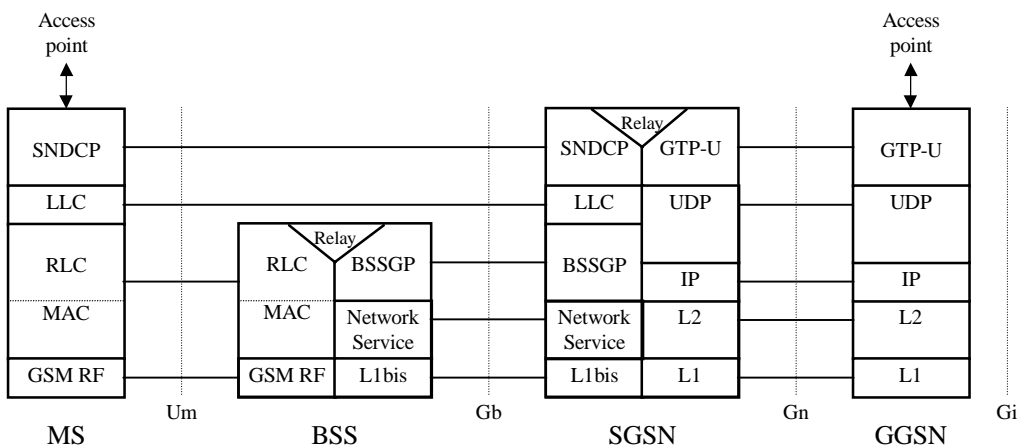 Access
point
Access
point
Relay
SNDCP
SNDCP
GTP-U
GTP-U
LLC
LLC
UDP
UDP
Relay
RLC
RLC
BSSGP
BSSGP
IP
IP
MAC
MAC
Network
Service
Network
Service
L2
L2
GSM RF
GSM RF
L1bis
L1bis
L1
L1
Um
Gb
Gn
Gi
MS
BSS
SGSN
GGSN